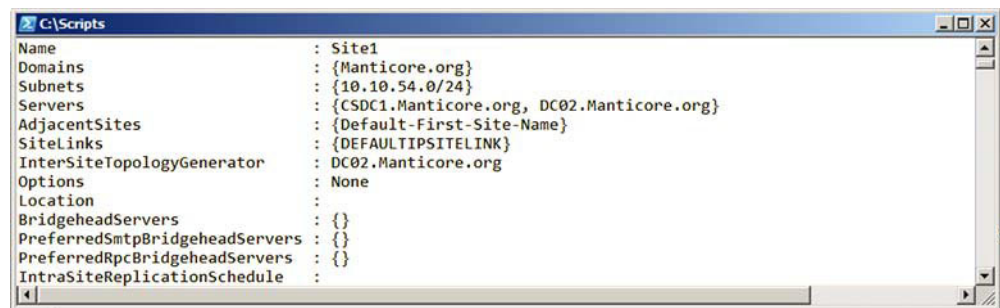 C:\Scripts
Name                          : Site1
Domains                       : {Manticore.org}
Subnets                       : {10.10.54.0/24}
Servers                       : {CSDC1.Manticore.org, DC02.Manticore.org}
AdjacentSites                 : {Default-First-Site-Name}
SiteLinks                     : {DEFAULTIPSITELINK}
InterSiteTopologyGenerator    : DC02.Manticore.org
Options                       : None
Location                      :
BridgeheadServers             : {}
PreferredSmtpBridgeheadServers : {}
PreferredRpcBridgeheadServers : {}
IntraSiteReplicationSchedule  :